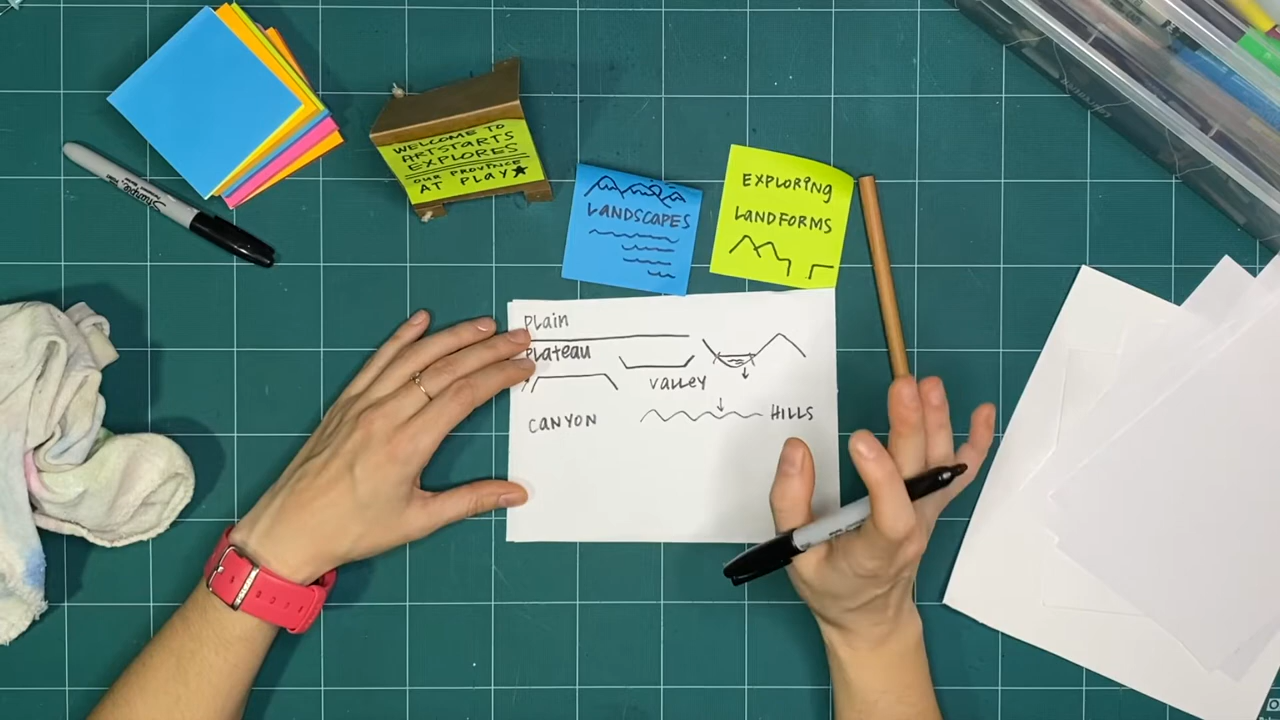 WELCOME TO
ARTSTARTS
EXPLORES
OUR PROVINCE
AT PLAY
LANDSCAPES
EXPLORING
LANDFORMS
Plain
Plateau
VALLEY
CANYON
HILLS
Sharpie